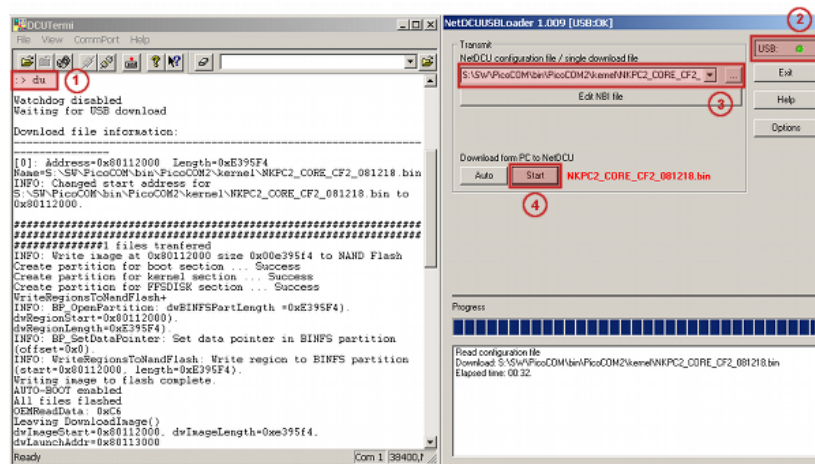 DCUTermi
File View CommPort Help
:> du
1
Watchdog disabled
Waiting for USB download
Download file information:
[0]: Address=0x80112000 Length=0xE395F4
Name=S:\SW\PicoCOM\bin\PicoCOM2\kernel\NKPC2_CORE_CF2_081218.bin
INFO: Changed start address for
S:\SW\PicoCOM\bin\PicoCOM2\kernel\NKPC2_CORE_CF2_081218.bin to
0x80112000.
################################################################
################################################################
##############1 files tranfered
INFO: Write image at 0x80112000 size 0x00e395f4 to NAND Flash
Create partition for boot section ... Success
Create partition for kernel section ... Success
Create partition for FFSDISK section ... Success
WriteRegionsToNandFlash+
INFO: BP_OpenPartition: dwBINFSPartLength =0xE395F4).
dwRegionStart=0x80112000).
dwRegionLength=0xE395F4).
INFO: BP_SetDataPointer: Set data pointer in BINFS partition
(offset=0x0).
INFO: WriteRegionsToNandFlash: Write region to BINFS partition
(start=0x80112000, length=0xE395F4).
Writing image to flash complete.
AUTO-BOOT enabled
All files flashed
OEMReadData: 0xC6
Leaving DownloadImage()
dwImageStart=0x80112000, dwImageLength=0xe395f4,
dwLaunchAddr=0x80113000
Ready
Com 1
38400,
NetDCUUSBLoader 1.009 [USB:OK]
2
Transmit
NetDCU configuration file / single download file
S:\SW\PicoCOM\bin\PicoCOM2\kernel\NKPC2_CORE_CF2_
...
3
Edit NBI file
USB:
Exit
Help
Options
Download form PC to NetDCU
Auto
Start
NKPC2_CORE_CF2_081218.bin
4
Progress
Read configuration file
Download: S:\SW\PicoCOM\bin\PicoCOM2\kernel\NKPC2_CORE_CF2_081218.bin
Elapsed time: 00:32.